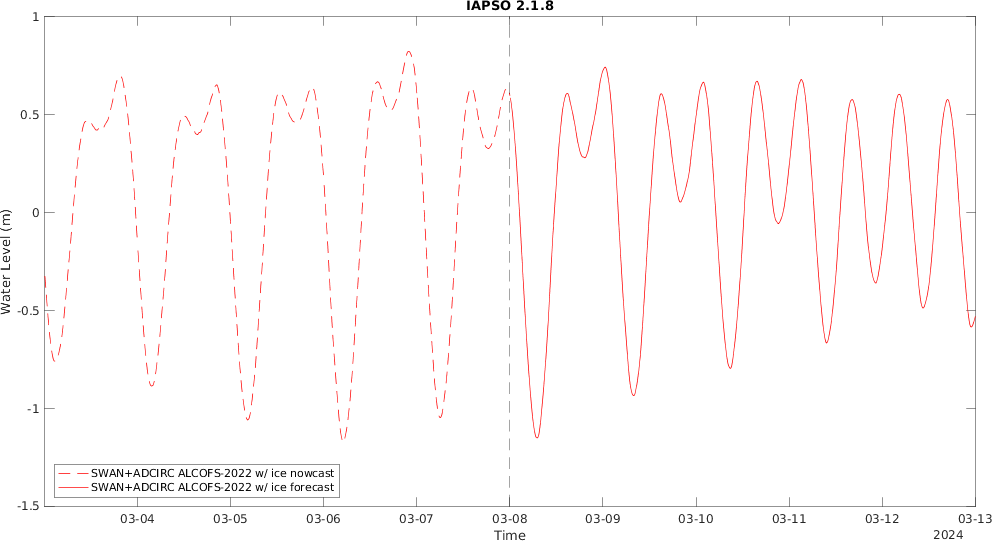 IAPSO 2.1.8
1
0.5
0
-0.5
-1
-1.5
Water Level (m)
SWAN+ADCIRC ALCOFS-2022 w/ ice nowcast
SWAN+ADCIRC ALCOFS-2022 w/ ice forecast
03-04 03-05 03-06 03-07 03-08 03-09 03-10 03-11 03-12 03-13
Time
2024